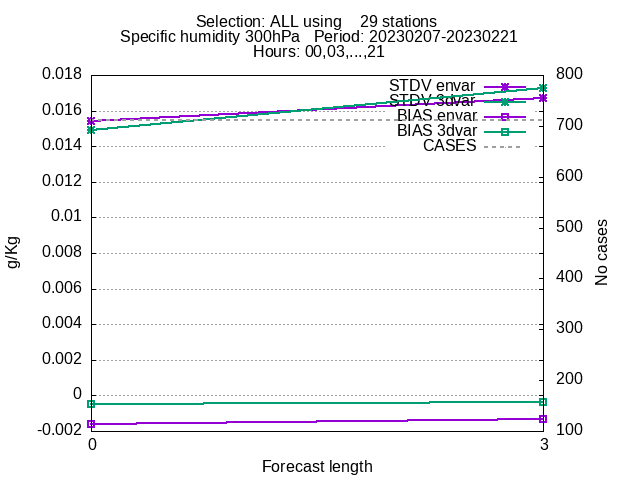 Selection: ALL using    29 stations
Specific humidity 300hPa   Period: 20230207-20230221
Hours: 00,03,...,21
0.018
0.016
0.014
0.012
0.01
0.008
0.006
0.004
0.002
0
-0.002
g/Kg
STDV envar
STDV 3dvar
BIAS envar
BIAS 3dvar
CASES
800
700
600
500
400
300
200
100
No cases
0
3
Forecast length